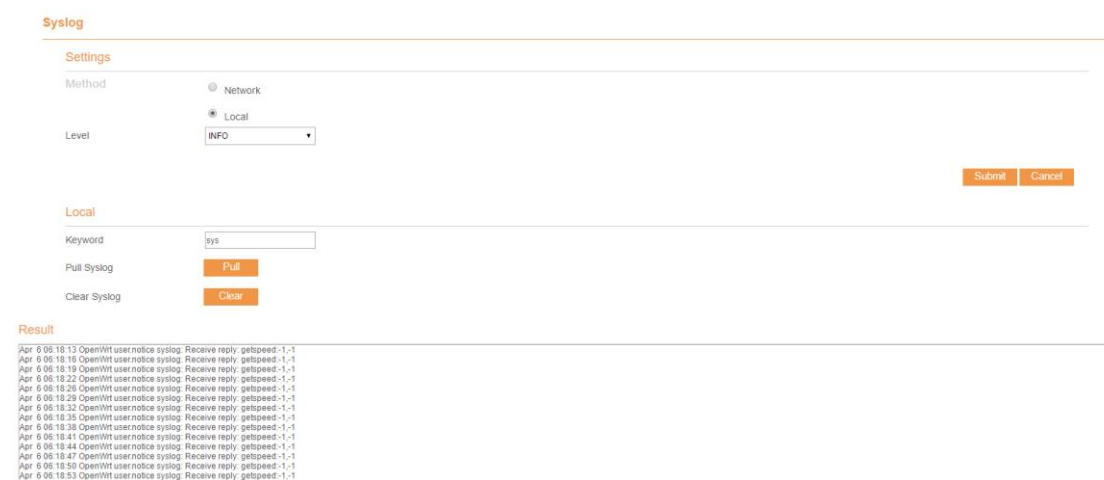 Syslog
Settings
Method
Network
Local
Level
INFO
Submit Cancel
Local
Keyword
sys
Pull Syslog
Pull
Clear Syslog
Clear
Result
Apr 6 06:18:13 OpenWrt user.notice syslog: Receive reply: getspeed:-1,-1
Apr 6 06:18:16 OpenWrt user.notice syslog: Receive reply: getspeed:-1,-1
Apr 6 06:18:19 OpenWrt user.notice syslog: Receive reply: getspeed:-1,-1
Apr 6 06:18:22 OpenWrt user.notice syslog: Receive reply: getspeed:-1,-1
Apr 6 06:18:26 OpenWrt user.notice syslog: Receive reply: getspeed:-1,-1
Apr 6 06:18:29 OpenWrt user.notice syslog: Receive reply: getspeed:-1,-1
Apr 6 06:18:32 OpenWrt user.notice syslog: Receive reply: getspeed:-1,-1
Apr 6 06:18:35 OpenWrt user.notice syslog: Receive reply: getspeed:-1,-1
Apr 6 06:18:38 OpenWrt user.notice syslog: Receive reply: getspeed:-1,-1
Apr 6 06:18:41 OpenWrt user.notice syslog: Receive reply: getspeed:-1,-1
Apr 6 06:18:44 OpenWrt user.notice syslog: Receive reply: getspeed:-1,-1
Apr 6 06:18:47 OpenWrt user.notice syslog: Receive reply: getspeed:-1,-1
Apr 6 06:18:50 OpenWrt user.notice syslog: Receive reply: getspeed:-1,-1
Apr 6 06:18:53 OpenWrt user.notice syslog: Receive reply: getspeed:-1,-1